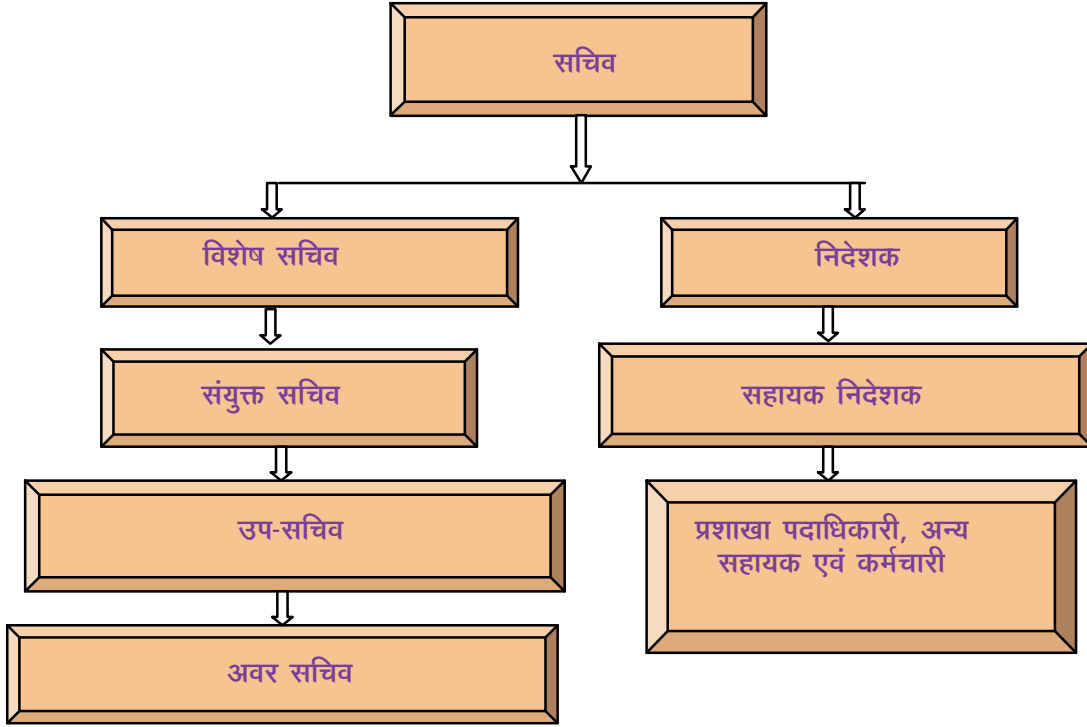 सचिव
विशेष सचिव
निदेशक
संयुक्त सचिव
सहायक निदेशक
उप-सचिव
प्रशाखा पदाधिकारी, अन्य
सहायक एवं कर्मचारी
अवर सचिव